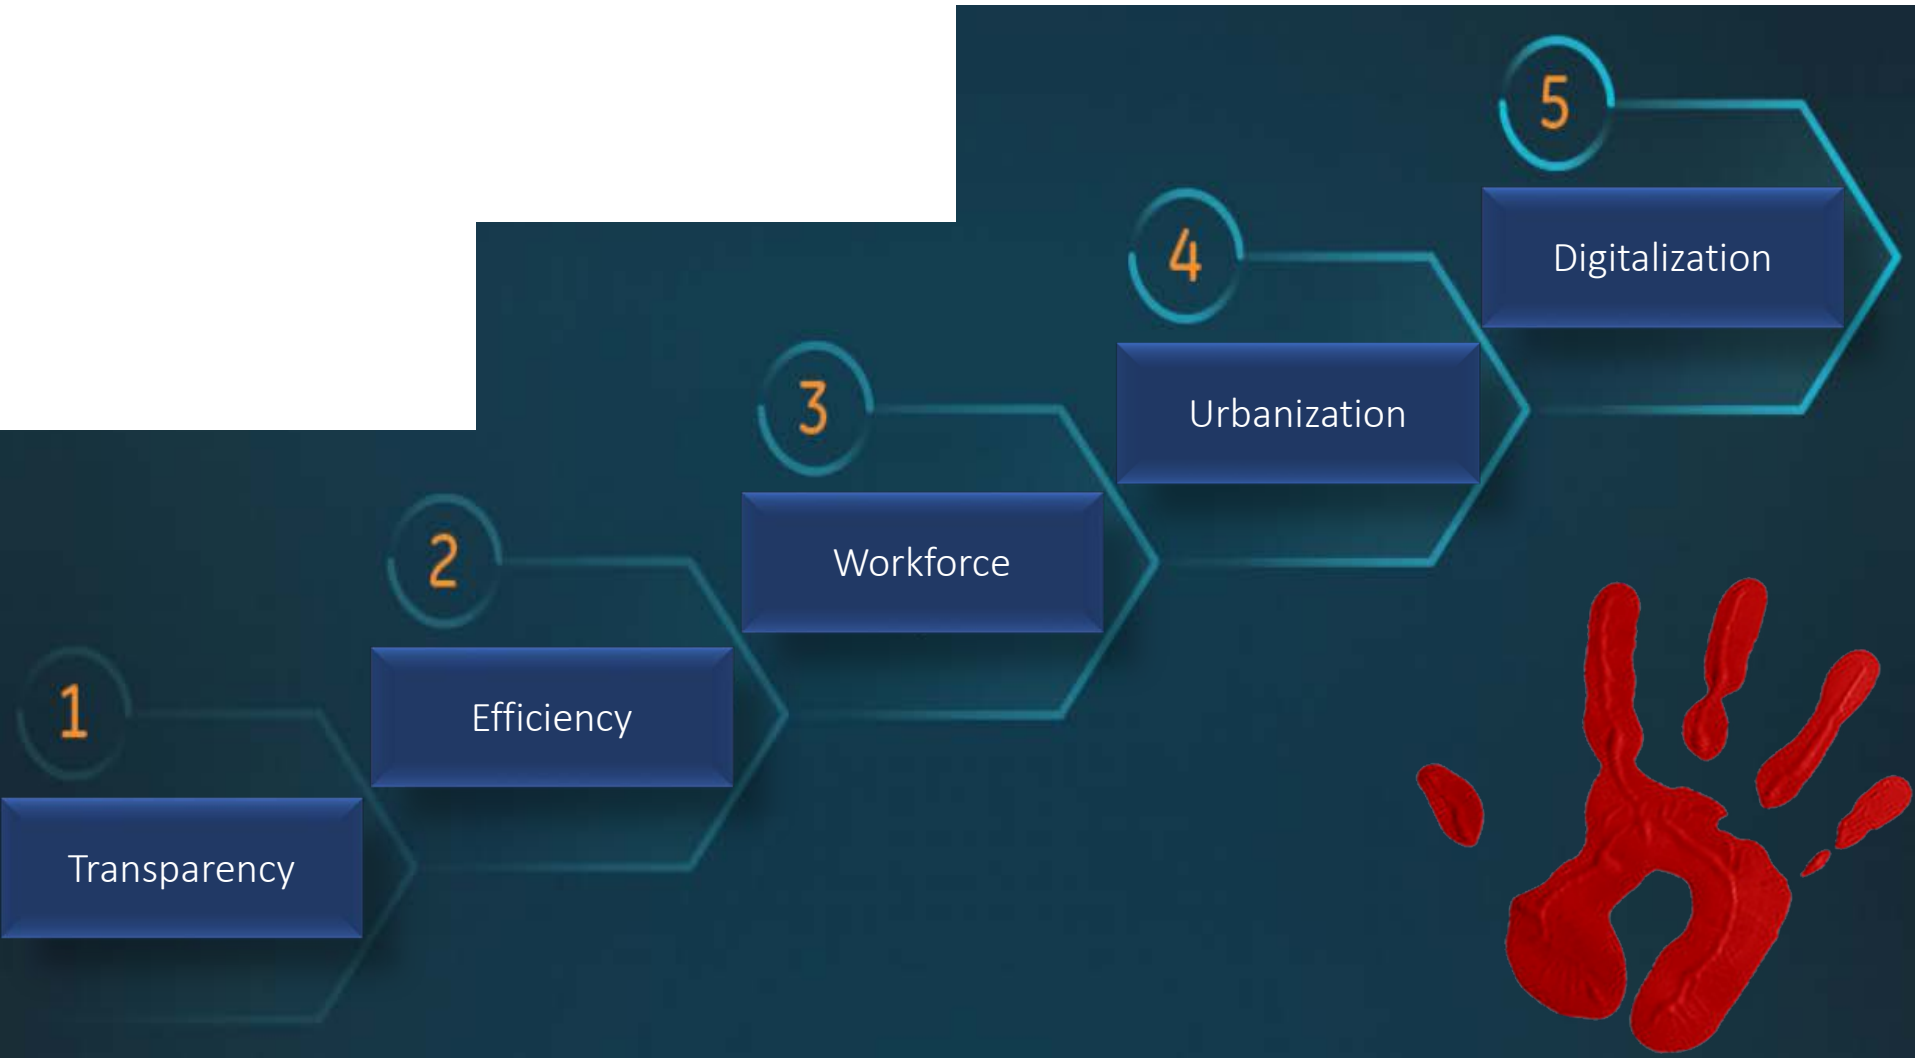 1
Transparency
2
Efficiency
3
Workforce
4
Urbanization
5
Digitalization